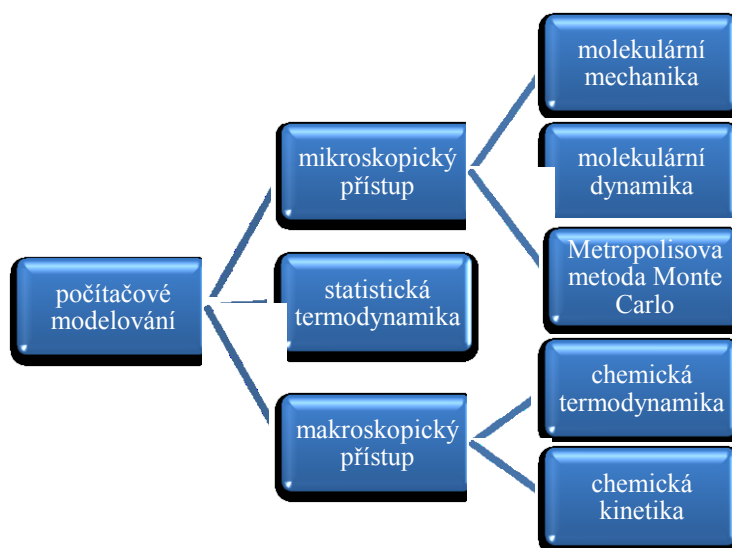 molekulární
mechanika
mikroskopický
přístup
molekulární
dynamika
Metropolisova
metoda Monte
Carlo
počítačové
modelování
statistická
termodynamika
makroskopický
přístup
chemická
termodynamika
chemická
kinetika